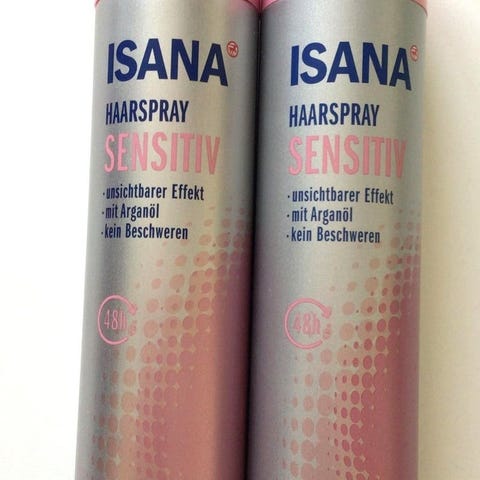 ISANA
HAARSPRAY
SENSITIV
·unsichtbarer Effekt
·mit Arganöl
·kein Beschweren
48h
ISANA
HAARSPRAY
SENSITIV
·unsichtbarer Effekt
·mit Arganöl
·kein Beschweren
48h